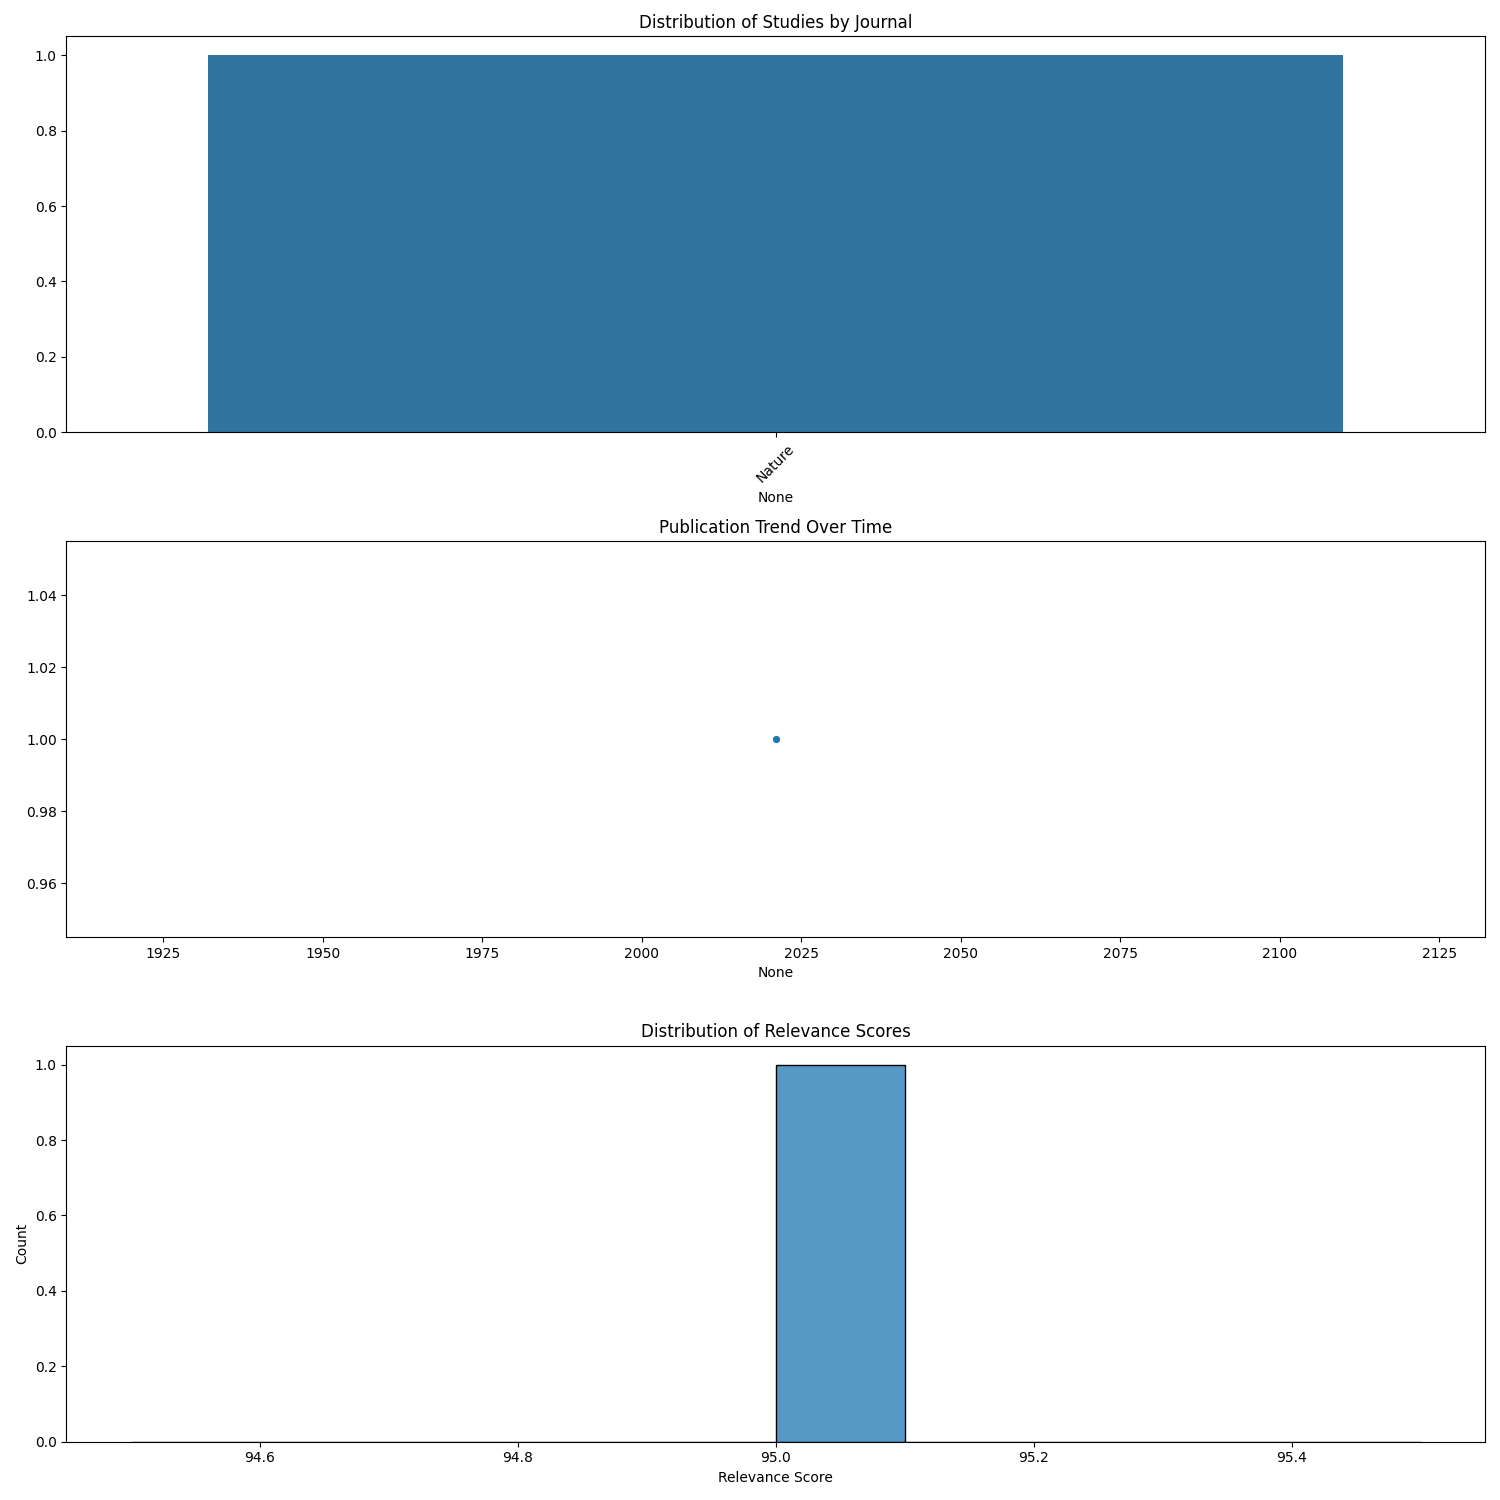 Distribution of Studies by Journal
1.0
0.8
0.6
0.4
0.2
0.0
Nature
None
Publication Trend Over Time
1.04
1.02
1.00
0.98
0.96
1925 1950 1975 2000 2025 2050 2075 2100 2125
None
Distribution of Relevance Scores
1.0
0.8
0.6
0.4
0.2
0.0
Count
94.6 94.8 95.0 95.2 95.4
Relevance Score